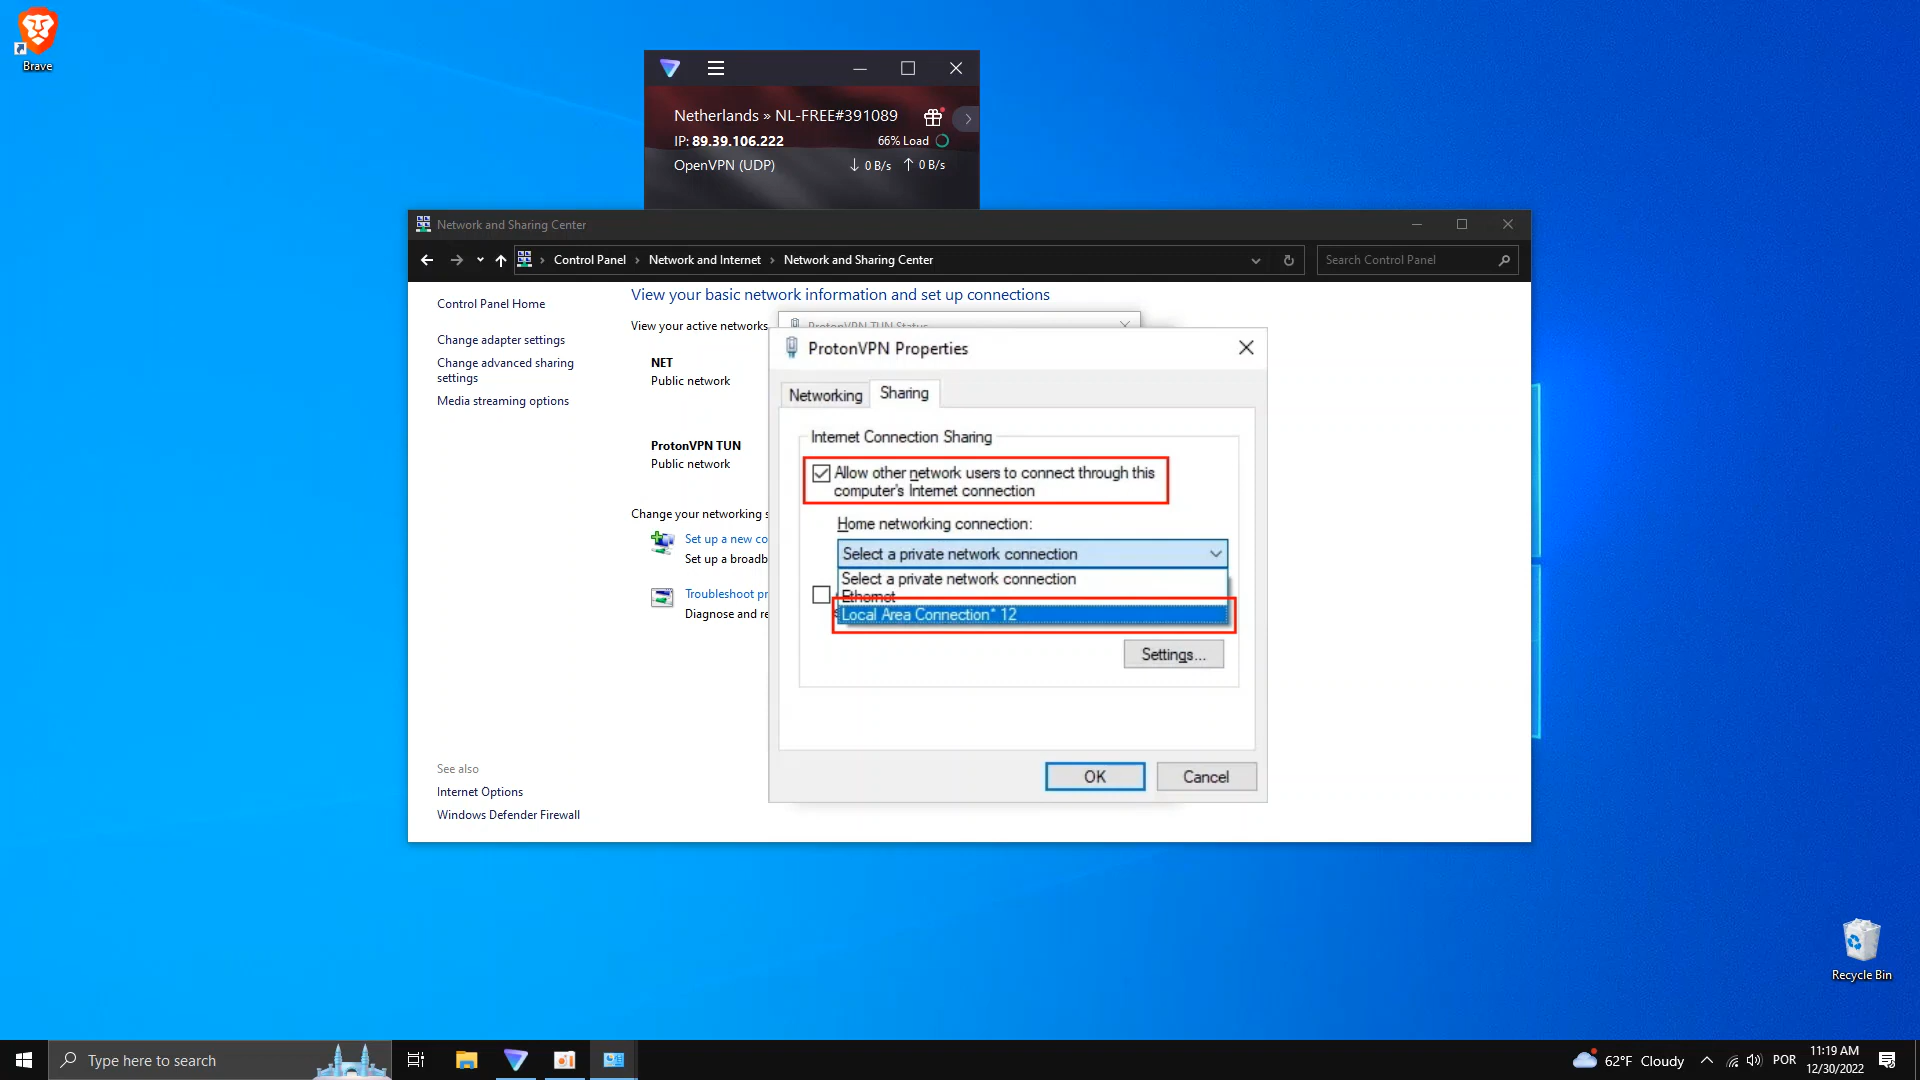 Brave
Netherlands » NL-FREE#391089
IP: 89.39.106.222
66% Load
OpenVPN (UDP)
0 B/s
0 B/s
Network and Sharing Center
Control Panel › Network and Internet › Network and Sharing Center
Search Control Panel
Control Panel Home
Change adapter settings
Change advanced sharing
settings
Media streaming options
See also
Internet Options
Windows Defender Firewall
View your basic network information and set up connections
View your active networks
NET
Public network
ProtonVPN TUN
Public network
Change your networking s
Set up a new co
Set up a broadb
Troubleshoot pr
Diagnose and re
ProtonVPN TUN Status
ProtonVPN Properties
Networking
Sharing
Internet Connection Sharing
Allow other network users to connect through this
computer's Internet connection
Home networking connection:
Select a private network connection
Select a private network connection
Ethernet
Local Area Connection* 12
Settings...
OK
Cancel
Recycle Bin
Type here to search
62°F Cloudy
POR
11:19 AM
12/30/2022